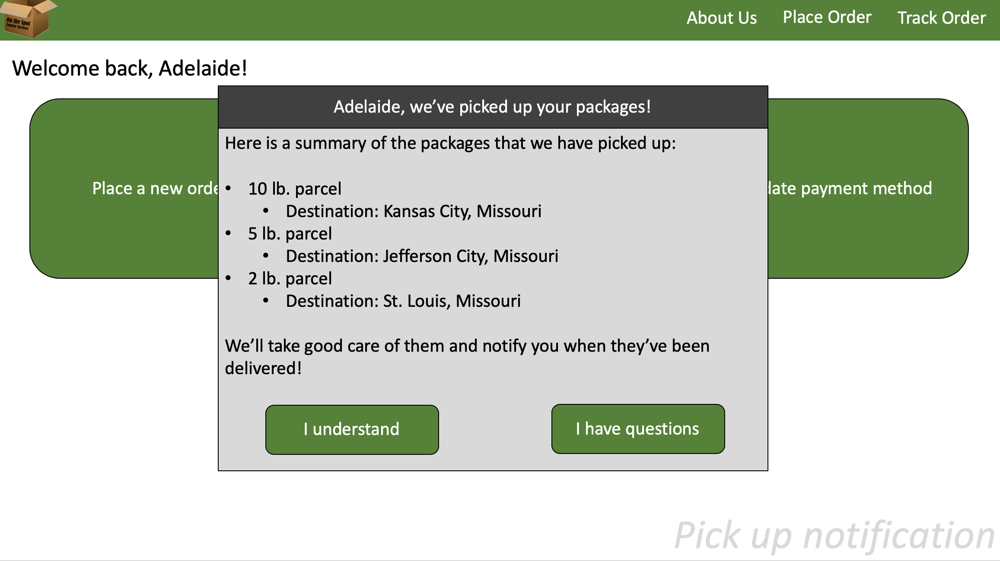 On the Spot
Courier Services
About Us
Place Order
Track Order
Welcome back, Adelaide!
Adelaide, we’ve picked up your packages!
Here is a summary of the packages that we have picked up:
• 10 lb. parcel
• Destination: Kansas City, Missouri
• 5 lb. parcel
• Destination: Jefferson City, Missouri
• 2 lb. parcel
• Destination: St. Louis, Missouri
We’ll take good care of them and notify you when they’ve been
delivered!
I understand
I have questions
Place a new orde
date payment method
Pick up notification